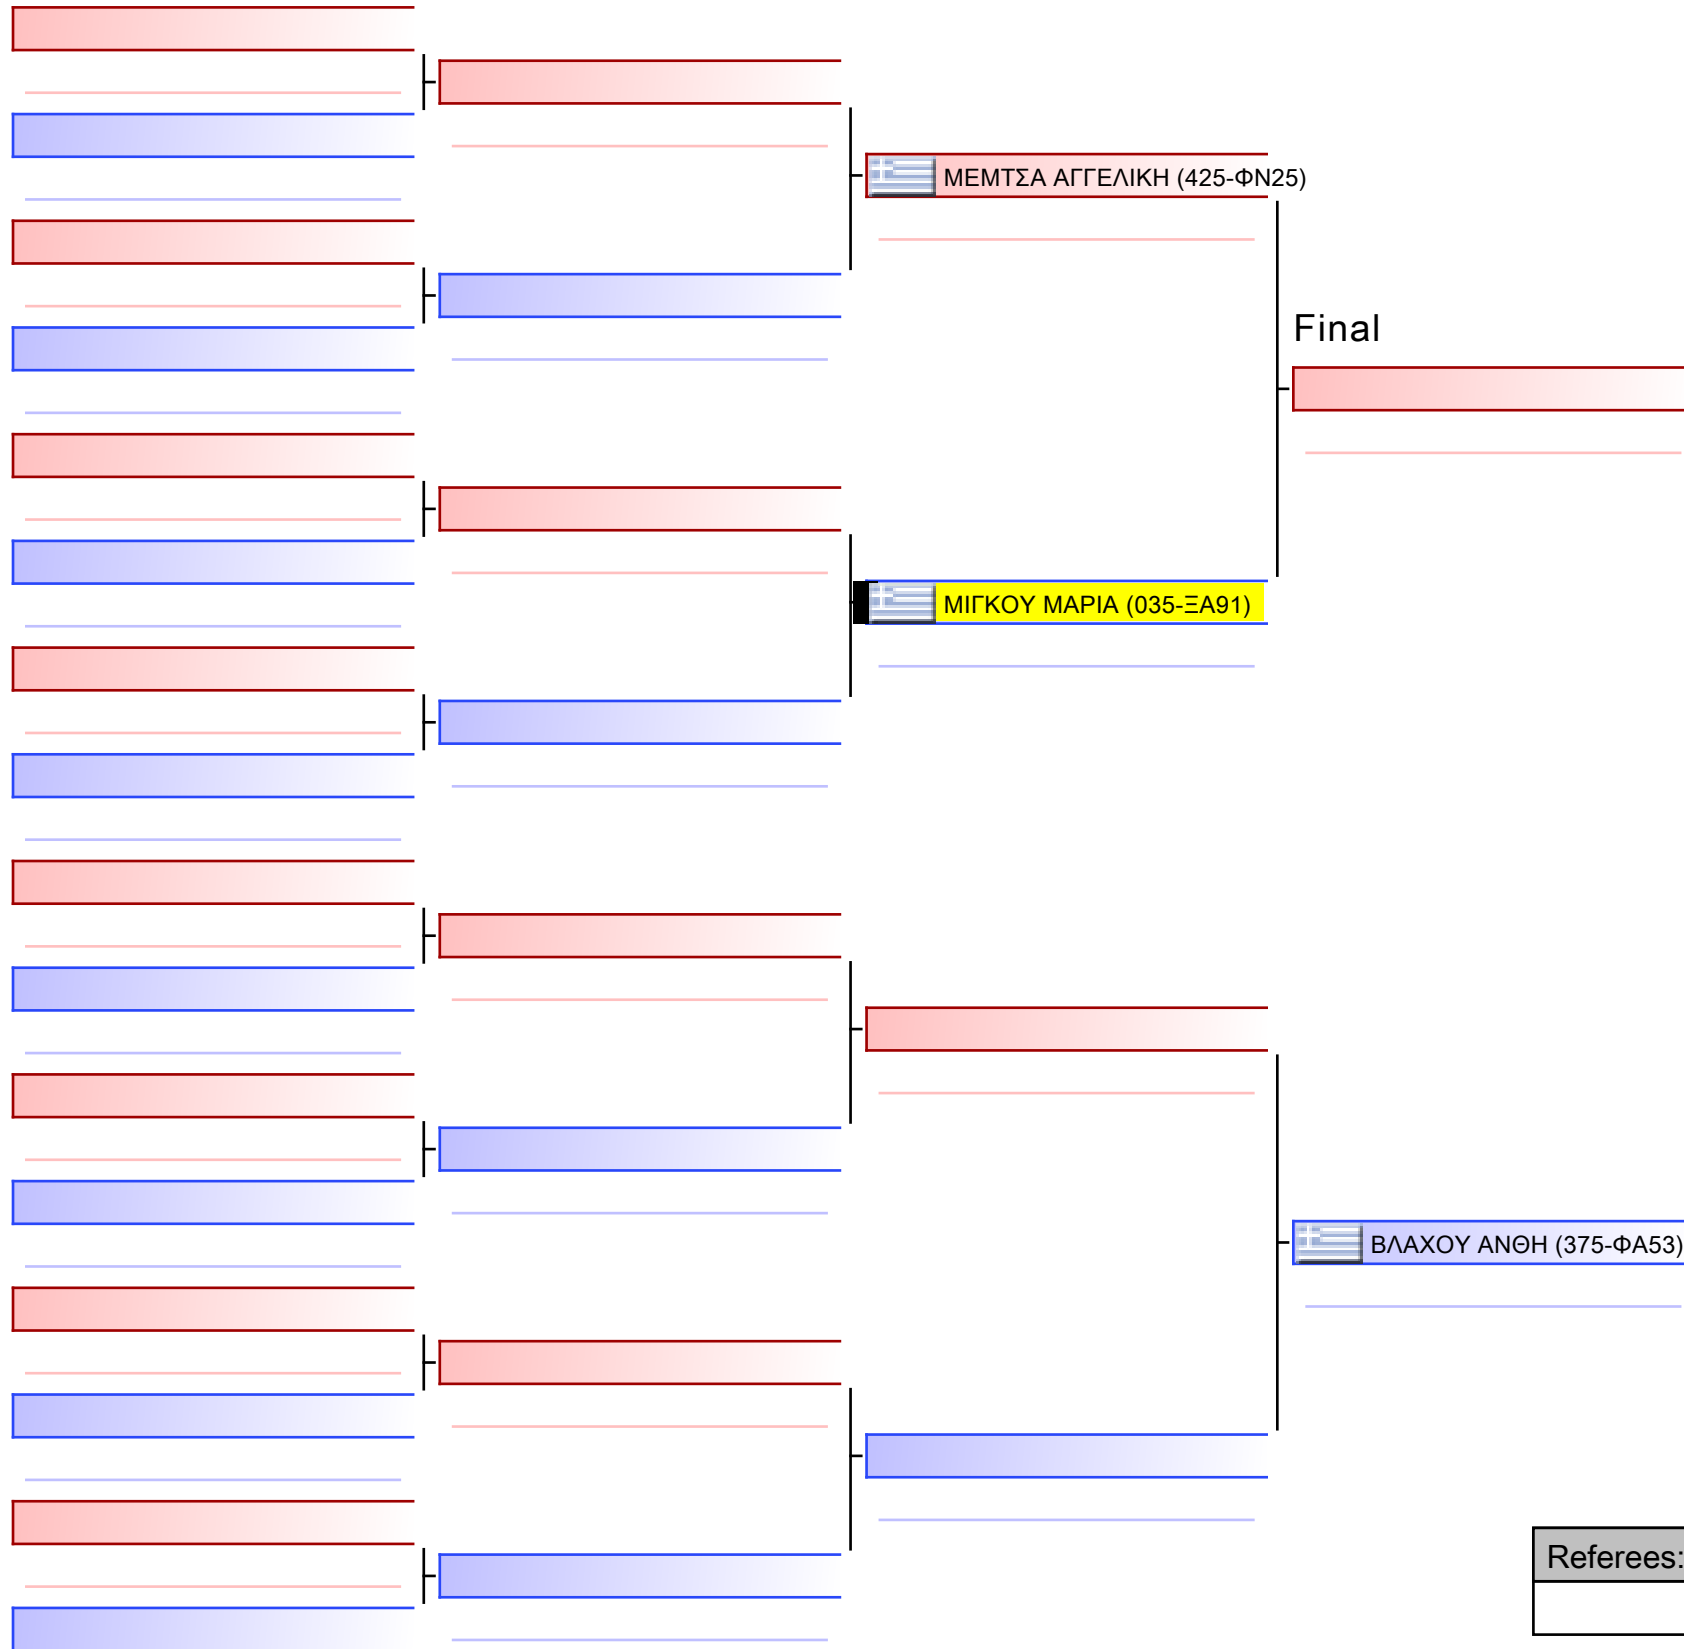 ΜΕΜΤΣΑ ΑΓΓΕΛΙΚΗ (425-ΦΝ25)
Final
ΜΙΓΚΟΥ ΜΑΡΙΑ (035-ΞΑ91)
ΒΛΑΧΟΥ ΑΝΘΗ (375-ΦΑ53)
Referees: